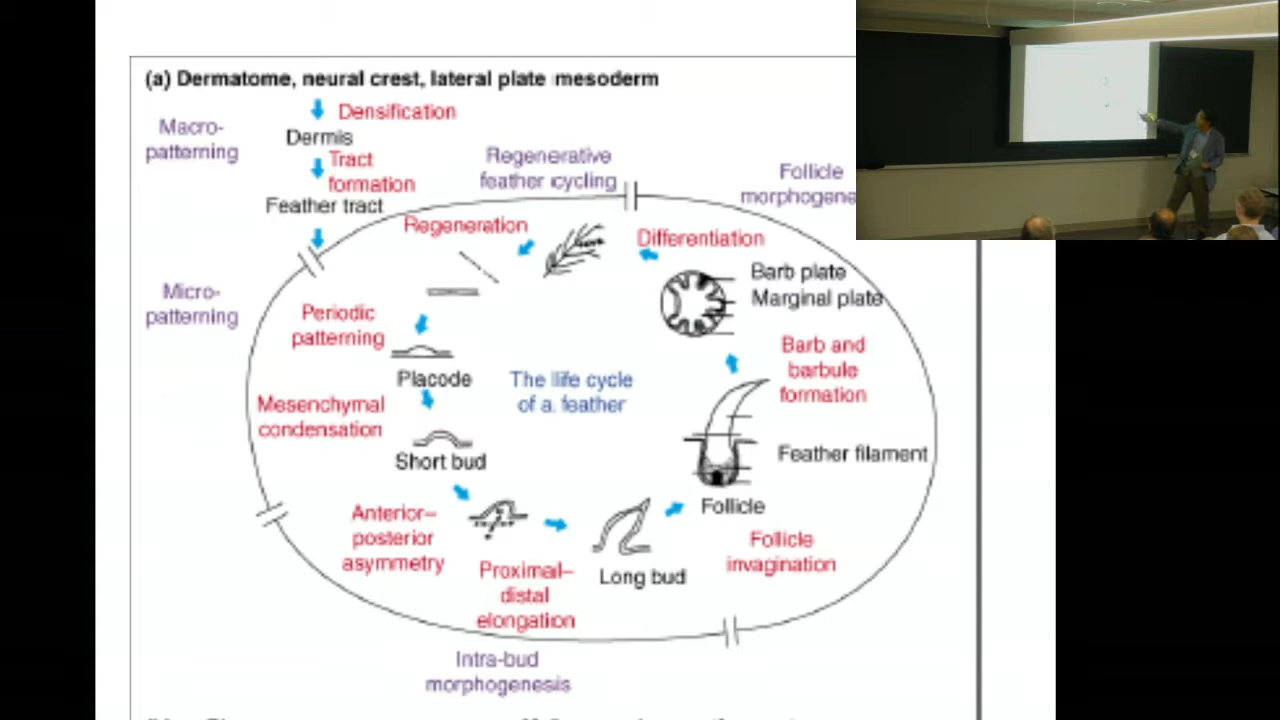 (a) Dermatome, neural crest, lateral plate mesoderm
Densification
Macro-
patterning
Dermis
Tract
formation
Feather tract
Regenerative
feather cycling
Follicle
Regeneration
Differentiation
Micro-
patterning
Barb plate
Marginal plate
Periodic
patterning
Placode
The life cycle
of a feather
Barb and
barbule
formation
Mesenchymal
condensation
Short bud
Feather filament
Follicle
Anterior–
posterior
asymmetry
Proximal–
distal
elongation
Long bud
Follicle
invagination
Intra-bud
morphogenesis